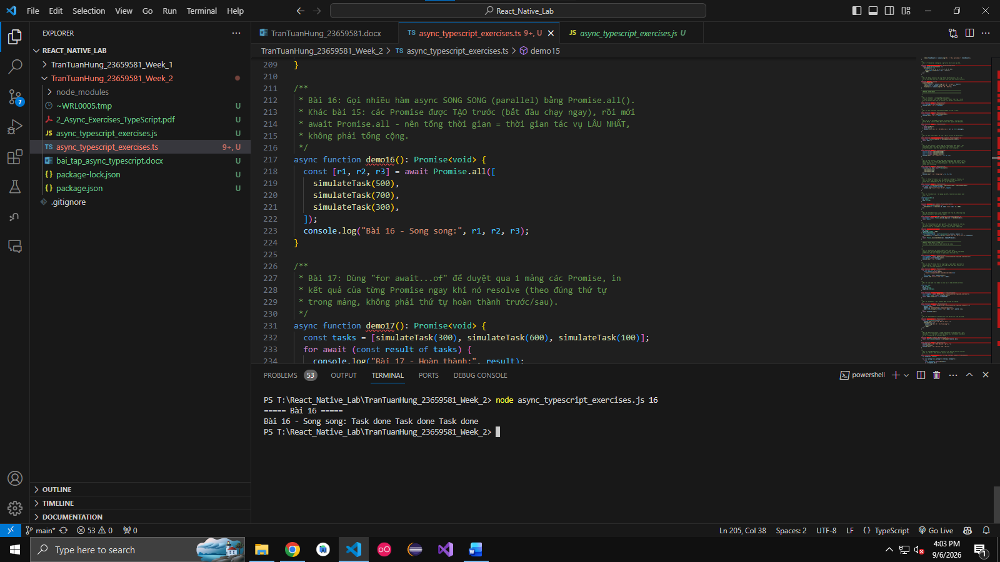 File Edit Selection View Go Run Terminal Help
React_Native_Lab
EXPLORER
REACT_NATIVE_LAB
TranTuanHung_23659581_Week_1
TranTuanHung_23659581_Week_2
node_modules
~WRL0005.tmp U
2_Async_Exercises_TypeScript.pdf U
JS async_typescript_exercises.js U
TS async_typescript_exercises.ts 9+, U
bai_tap_async_typescript.docx U
{} package-lock.json U
{} package.json U
.gitignore
OUTLINE
TIMELINE
DOCUMENTATION
7
TranTuanHung_23659581.docx
TS async_typescript_exercises.ts 9+, U
JS async_typescript_exercises.js U
TranTuanHung_23659581_Week_2 > TS async_typescript_exercises.ts > demo15
209 }
210
211 /**
212 * Bài 16: Gọi nhiều hàm async SONG SONG (parallel) bằng Promise.all().
213 * Khác bài 15: các Promise được TẠO trước (bắt đầu chạy ngay), rồi mới
214 * await Promise.all - nên tổng thời gian = thời gian tác vụ LÂU NHẤT,
215 * không phải tổng cộng.
216 */
217 async function demo16(): Promise<void> {
218 const [r1, r2, r3] = await Promise.all([
219 simulateTask(500),
220 simulateTask(700),
221 simulateTask(300),
222 ]);
223 console.log("Bài 16 - Song song:", r1, r2, r3);
224 }
225
226 /**
227 * Bài 17: Dùng "for await...of" để duyệt qua 1 mảng các Promise, in
228 * kết quả của từng Promise ngay khi nó resolve (theo đúng thứ tự
229 * trong mảng, không phải thứ tự hoàn thành trước/sau).
230 */
231 async function demo17(): Promise<void> {
232 const tasks = [simulateTask(300), simulateTask(600), simulateTask(100)];
233 for await (const result of tasks) {
234 console.log("Bài 17 - Hoàn thành:", result);
PROBLEMS 53 OUTPUT TERMINAL PORTS DEBUG CONSOLE
powershell
PS T:\React_Native_Lab\TranTuanHung_23659581_Week_2> node async_typescript_exercises.js 16
===== Bài 16 =====
Bài 16 - Song song: Task done Task done Task done
PS T:\React_Native_Lab\TranTuanHung_23659581_Week_2>
main* 53 0 0
Ln 205, Col 38 Spaces: 2 UTF-8 LF {} TypeScript Go Live
Type here to search
4:03 PM
9/6/2026
1